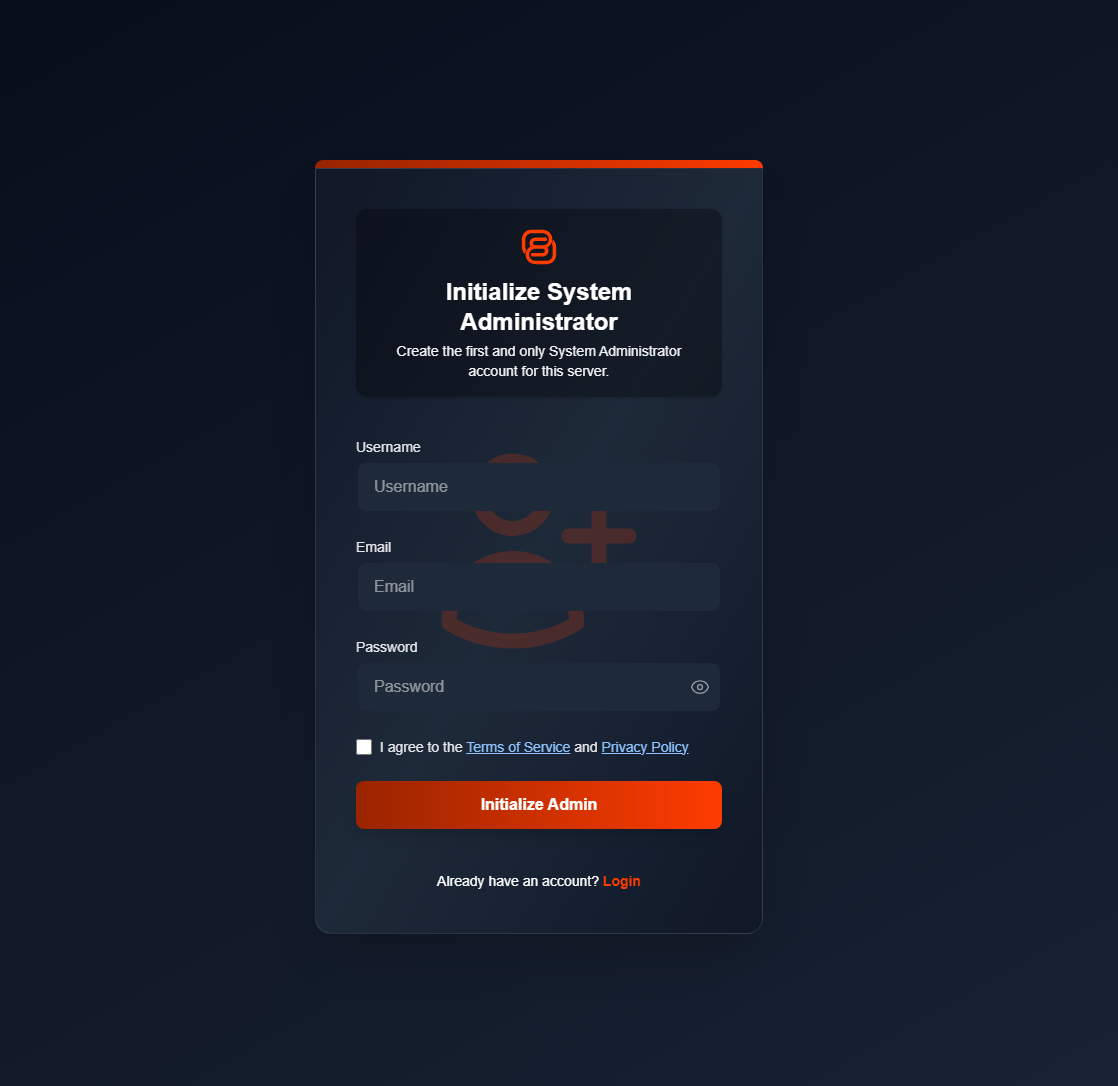 Initialize System
Administrator
Create the first and only System Administrator
account for this server.
Username
Username
Email
Email
Password
Password
I agree to the Terms of Service and Privacy Policy
Initialize Admin
Already have an account? Login